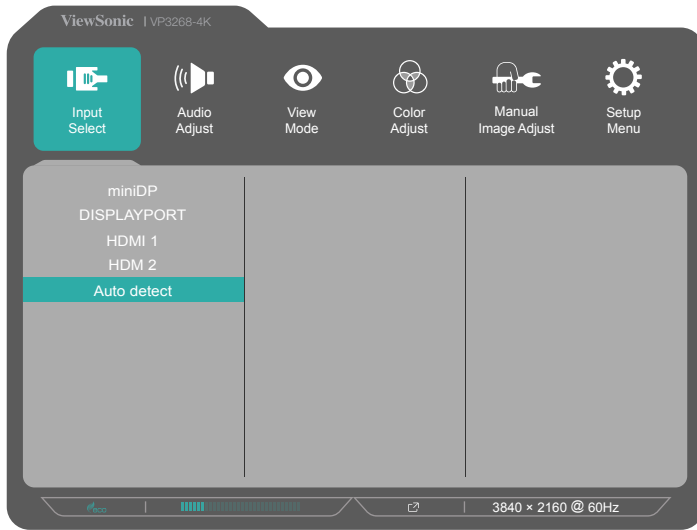 ViewSonic | VP3268-4K
Input Select
Audio Adjust
View Mode
Color Adjust
Manual Image Adjust
Setup Menu
miniDP
DISPLAYPORT
HDMI 1
HDM 2
Auto detect
eco
3840 × 2160 @ 60Hz